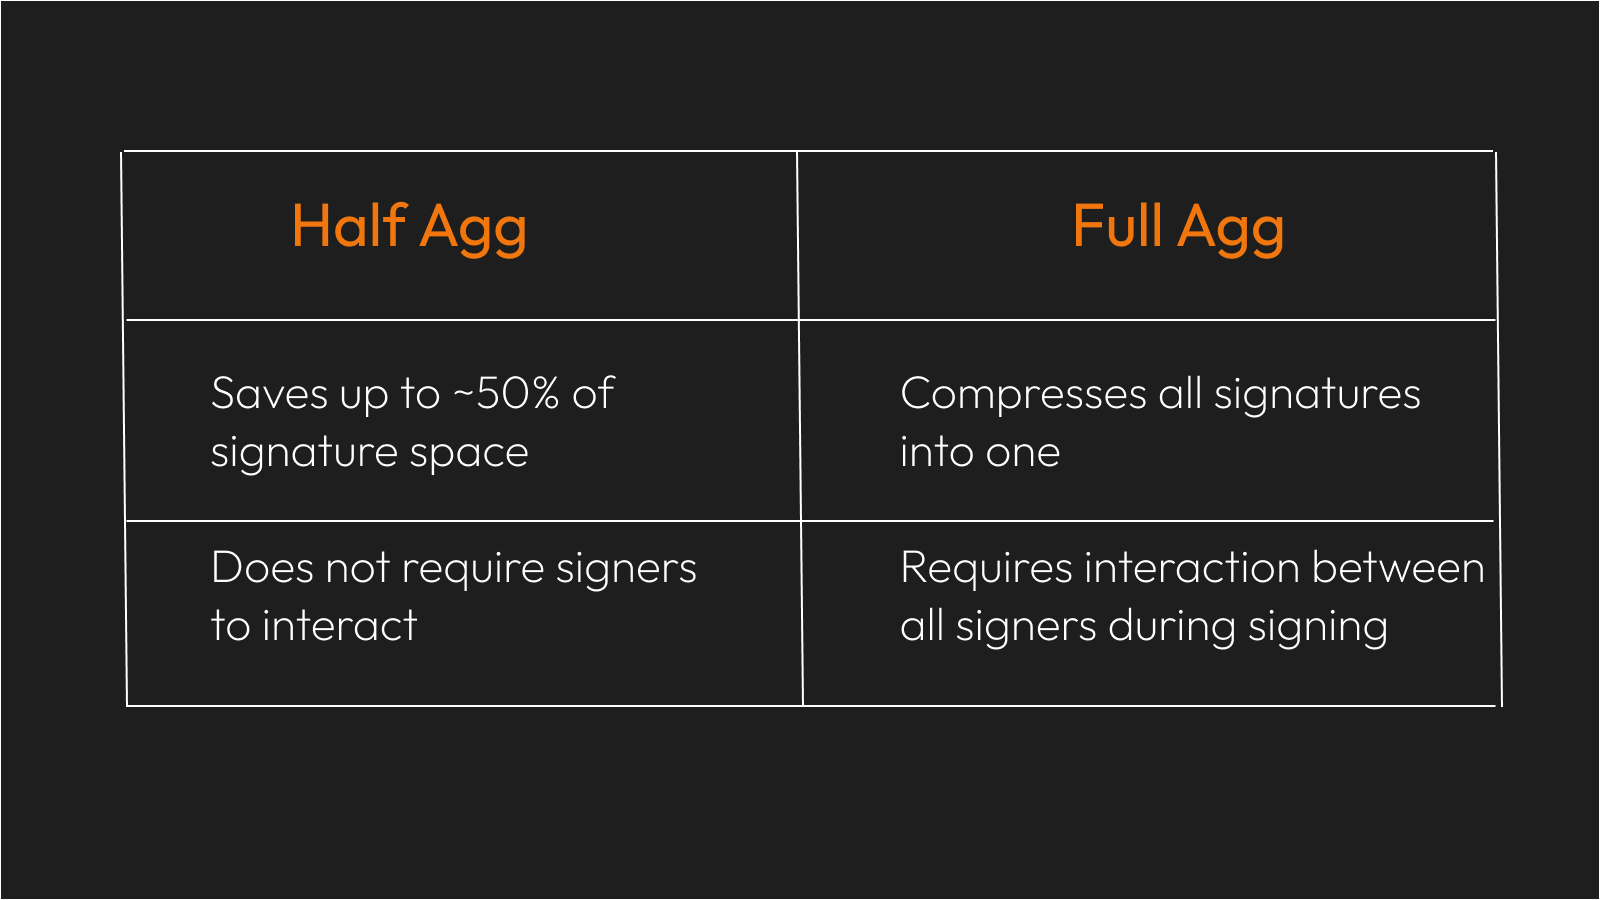 Half Agg
Full Agg
Saves up to ~50% of
signature space
Compresses all signatures
into one
Does not require signers
to interact
Requires interaction between
all signers during signing